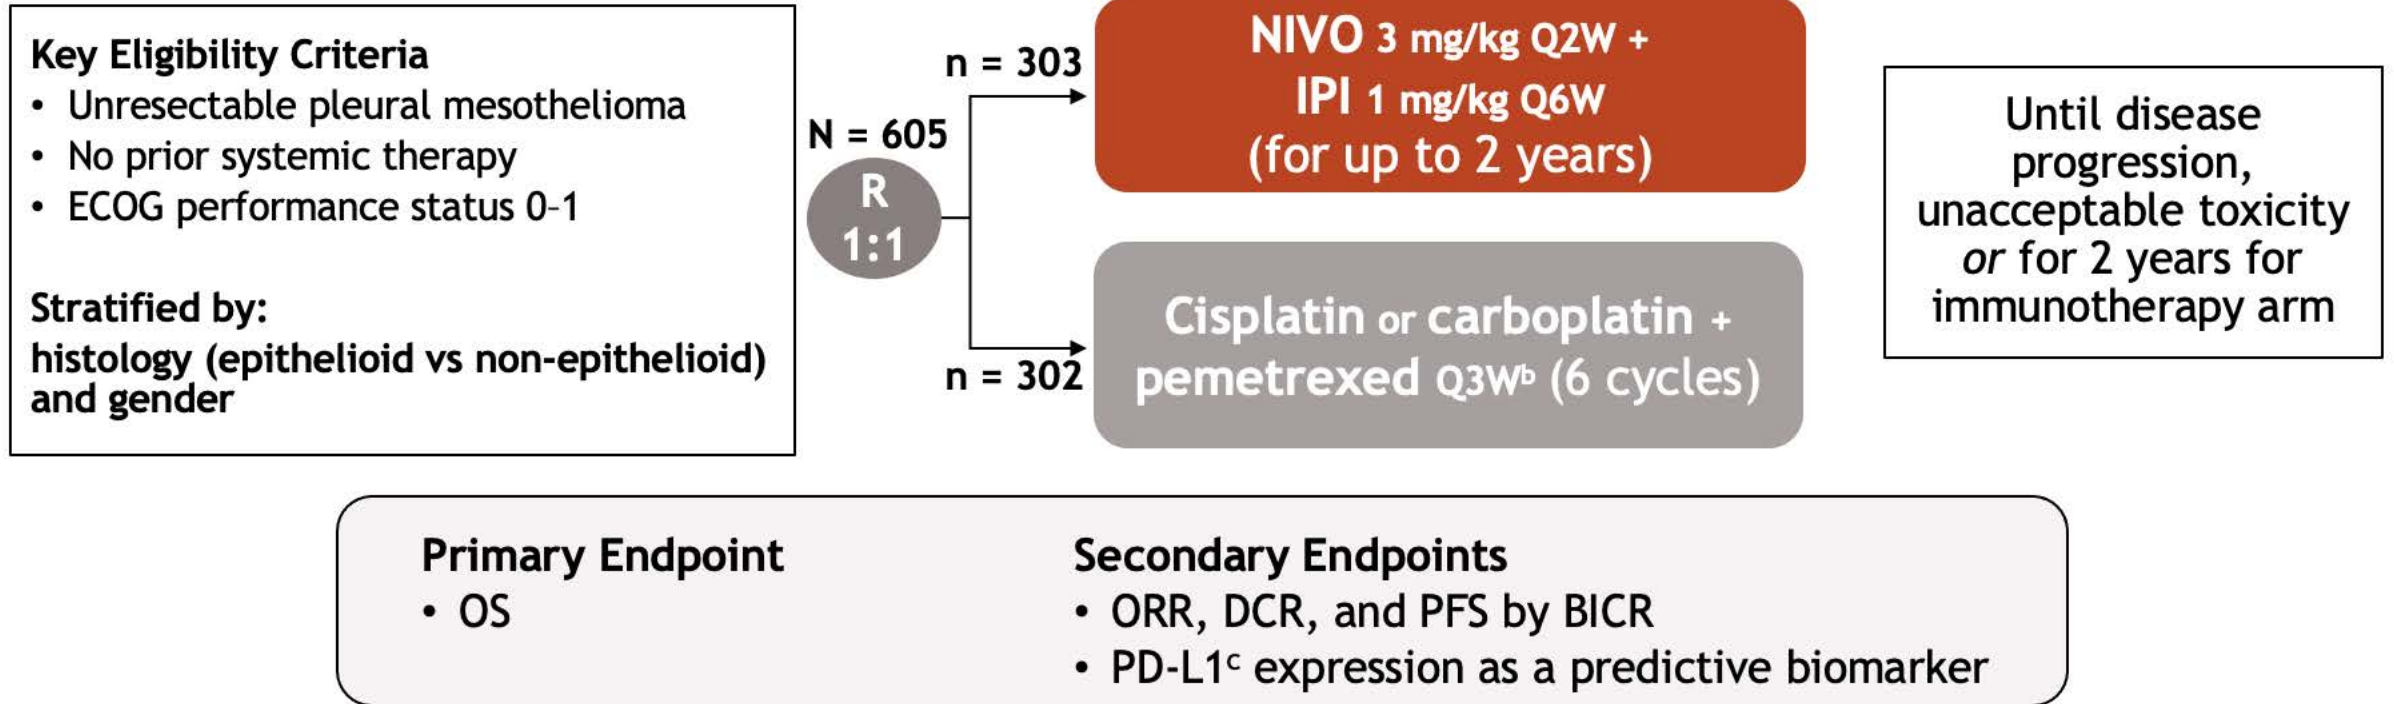 Key Eligibility Criteria
• Unresectable pleural mesothelioma
• No prior systemic therapy
• ECOG performance status 0–1
Stratified by:
histology (epithelioid vs non-epithelioid)
and gender
N = 605
R
1:1
n = 303
NIVO 3 mg/kg Q2W +
IPI 1 mg/kg Q6W
(for up to 2 years)
n = 302
Cisplatin or carboplatin +
pemetrexed Q3Wᵇ (6 cycles)
Until disease
progression,
unacceptable toxicity
or for 2 years for
immunotherapy arm
Primary Endpoint
• OS
Secondary Endpoints
• ORR, DCR, and PFS by BICR
• PD-L1ᶜ expression as a predictive biomarker